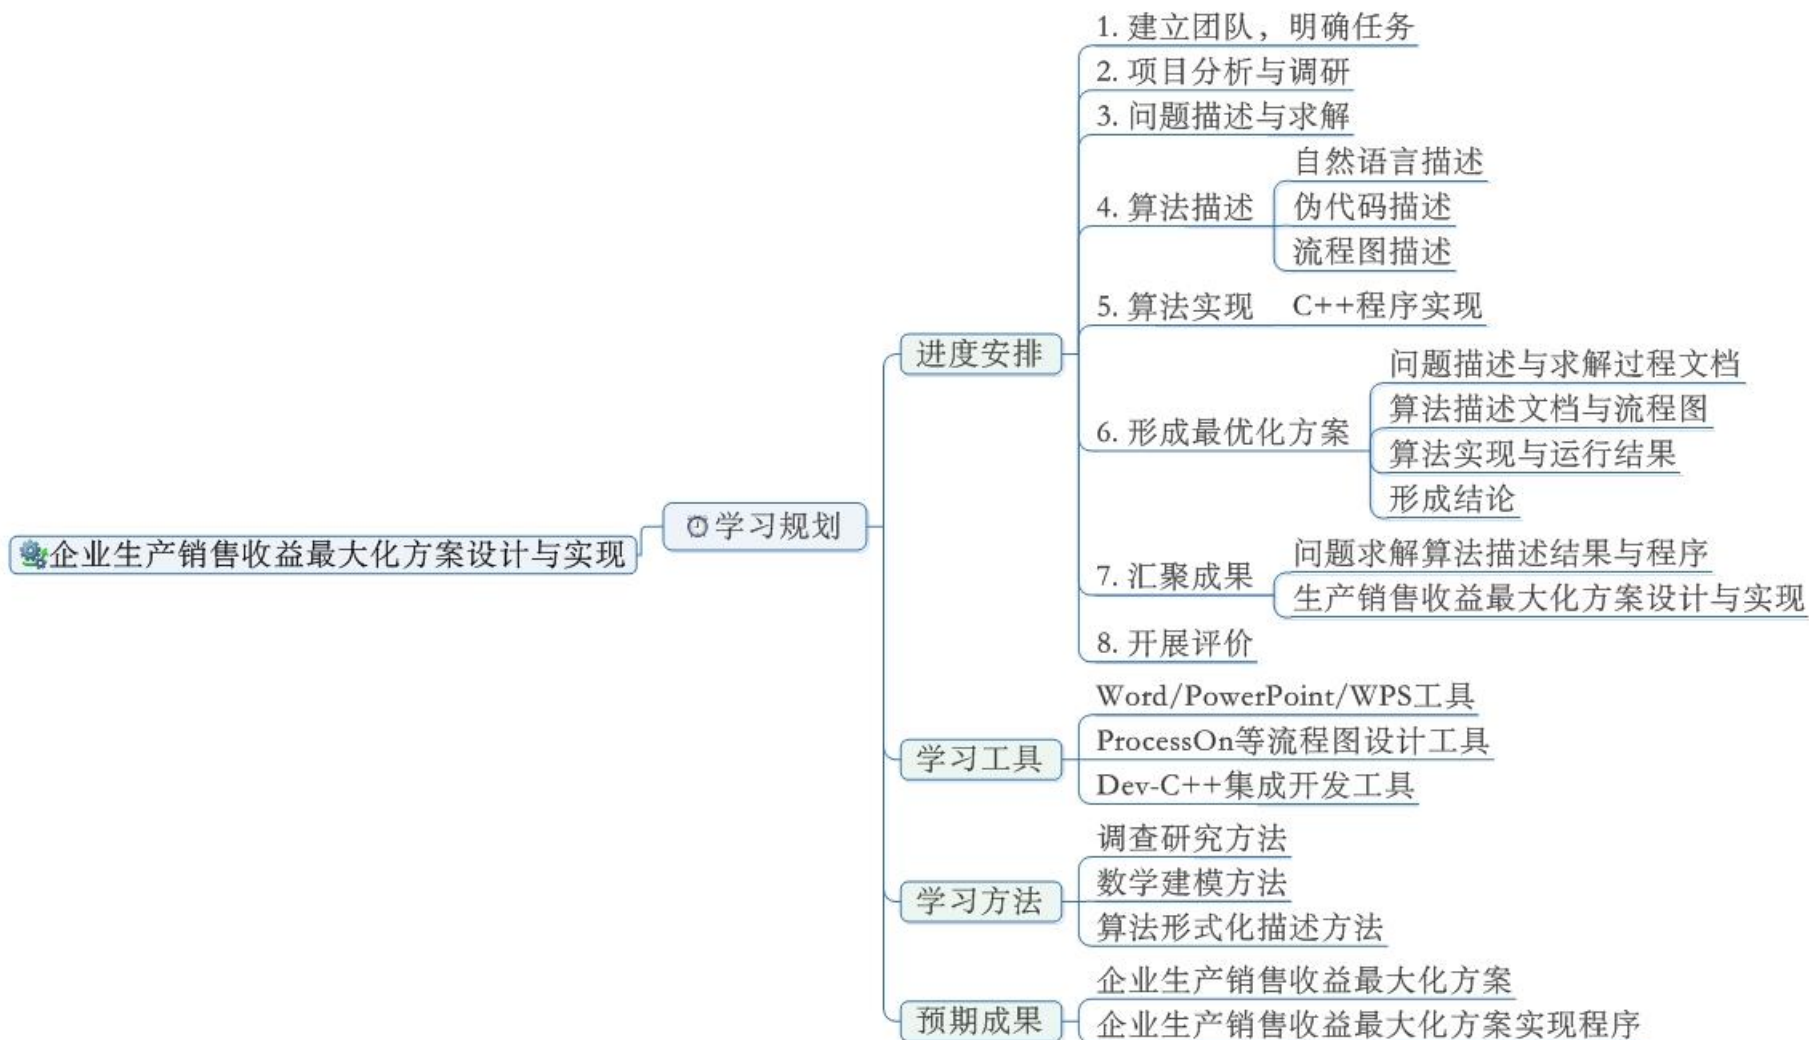 企业生产销售收益最大化方案设计与实现
学习规划
进度安排
1. 建立团队，明确任务
2. 项目分析与调研
3. 问题描述与求解
4. 算法描述
自然语言描述
伪代码描述
流程图描述
5. 算法实现
C++程序实现
6. 形成最优化方案
问题描述与求解过程文档
算法描述文档与流程图
算法实现与运行结果
形成结论
7. 汇聚成果
问题求解算法描述结果与程序
生产销售收益最大化方案设计与实现
8. 开展评价
学习工具
Word/PowerPoint/WPS工具
ProcessOn等流程图设计工具
Dev-C++集成开发工具
学习方法
调查研究方法
数学建模方法
算法形式化描述方法
预期成果
企业生产销售收益最大化方案
企业生产销售收益最大化方案实现程序